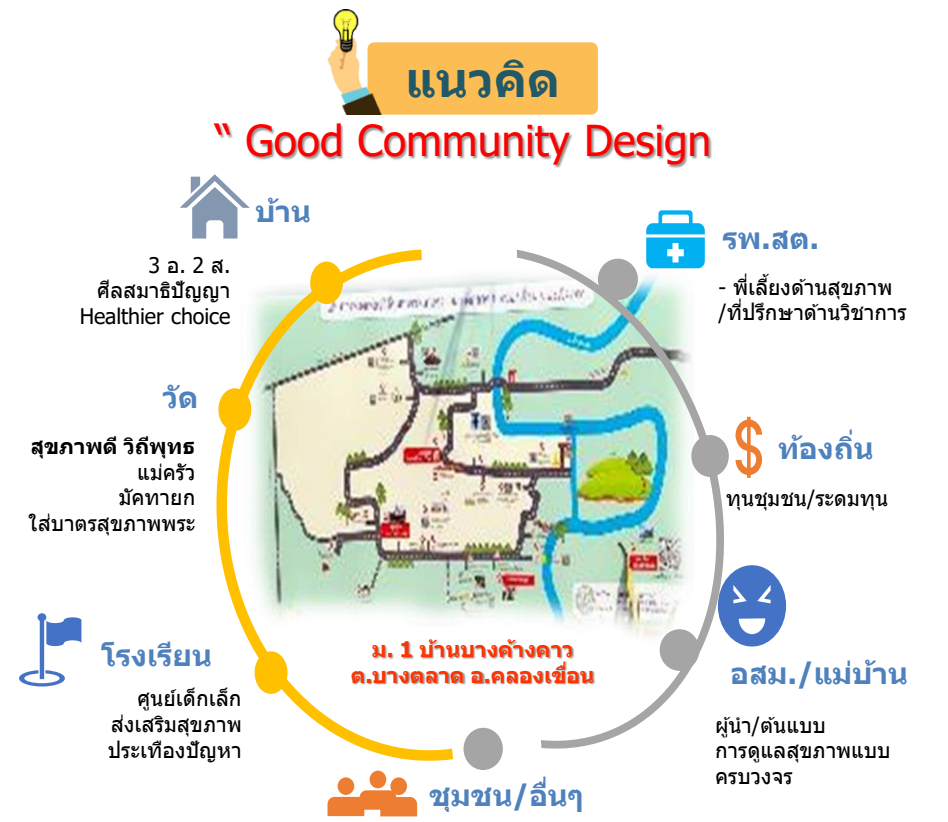 แนวคิด
“ Good Community Design
บ้าน
3 อ. 2 ส.
ศีลสมาธิปัญญา
Healthier choice
วัด
สุขภาพดี วิถีพุทธ
แม่ครัว
มัคทายก
ใส่บาตรสุขภาพพระ
โรงเรียน
ศูนย์เด็กเล็ก
ส่งเสริมสุขภาพ
ประเทืองปัญหา
ชุมชน/อื่นๆ
รพ.สต.
- พี่เลี้ยงด้านสุขภาพ
/ที่ปรึกษาด้านวิชาการ
ท้องถิ่น
ทุนชุมชน/ระดมทุน
อสม./แม่บ้าน
ผู้นำ/ต้นแบบ
การดูแลสุขภาพแบบ
ครบวงจร
ม. 1 บ้านบางค้างคาว
ต.บางตลาด อ.คลองเขื่อน